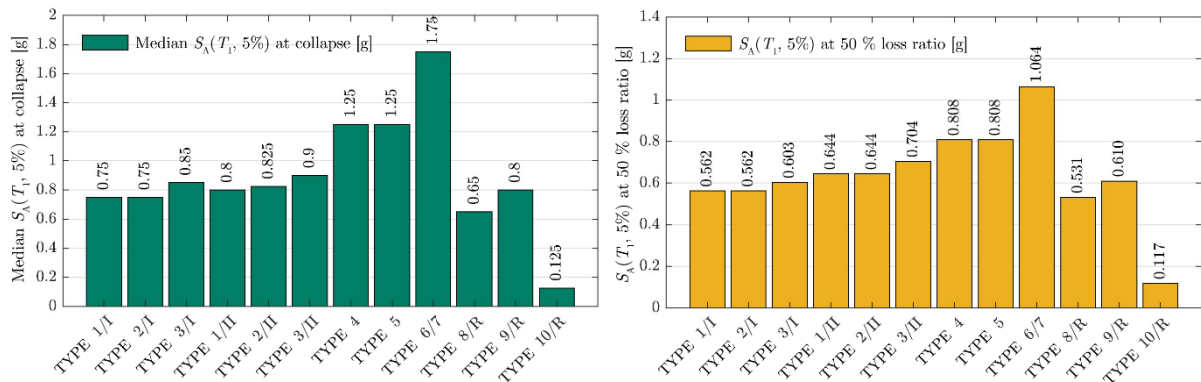 Median S_A(T_1, 5%) at collapse [g]
2
1.8
1.6
1.4
1.2
1
0.8
0.6
0.4
0.2
0
Median S_A(T_1, 5%) at collapse [g]
0.75
0.75
0.85
0.8
0.825
0.9
1.25
1.25
1.75
0.65
0.8
0.125
TYPE 1/I
TYPE 2/I
TYPE 3/I
TYPE 1/II
TYPE 2/II
TYPE 3/II
TYPE 4
TYPE 5
TYPE 6/7
TYPE 8/R
TYPE 9/R
TYPE 10/R
S_A(T_1, 5%) at 50 % loss ratio [g]
1.4
1.2
1
0.8
0.6
0.4
0.2
0
S_A(T_1, 5%) at 50 % loss ratio [g]
0.562
0.562
0.603
0.644
0.644
0.704
0.808
0.808
1.064
0.531
0.610
0.117
TYPE 1/I
TYPE 2/I
TYPE 3/I
TYPE 1/II
TYPE 2/II
TYPE 3/II
TYPE 4
TYPE 5
TYPE 6/7
TYPE 8/R
TYPE 9/R
TYPE 10/R